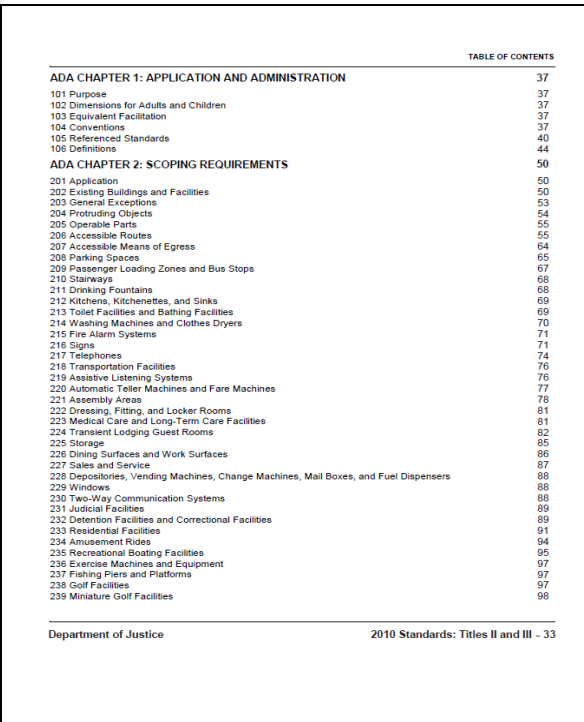 TABLE OF CONTENTS
ADA CHAPTER 1: APPLICATION AND ADMINISTRATION 37
101 Purpose 37
102 Dimensions for Adults and Children 37
103 Equivalent Facilitation 37
104 Conventions 37
105 Referenced Standards 40
106 Definitions 44
ADA CHAPTER 2: SCOPING REQUIREMENTS 50
201 Application 50
202 Existing Buildings and Facilities 50
203 General Exceptions 53
204 Protruding Objects 54
205 Operable Parts 55
206 Accessible Routes 55
207 Accessible Means of Egress 64
208 Parking Spaces 65
209 Passenger Loading Zones and Bus Stops 67
210 Stairways 68
211 Drinking Fountains 68
212 Kitchens, Kitchenettes, and Sinks 69
213 Toilet Facilities and Bathing Facilities 69
214 Washing Machines and Clothes Dryers 70
215 Fire Alarm Systems 71
216 Signs 71
217 Telephones 74
218 Transportation Facilities 76
219 Assistive Listening Systems 76
220 Automatic Teller Machines and Fare Machines 77
221 Assembly Areas 78
222 Dressing, Fitting, and Locker Rooms 81
223 Medical Care and Long-Term Care Facilities 81
224 Transient Lodging Guest Rooms 82
225 Storage 85
226 Dining Surfaces and Work Surfaces 86
227 Sales and Service 87
228 Depositories, Vending Machines, Change Machines, Mail Boxes, and Fuel Dispensers 88
229 Windows 88
230 Two-Way Communication Systems 88
231 Judicial Facilities 89
232 Detention Facilities and Correctional Facilities 89
233 Residential Facilities 91
234 Amusement Rides 94
235 Recreational Boating Facilities 95
236 Exercise Machines and Equipment 97
237 Fishing Piers and Platforms 97
238 Golf Facilities 97
239 Miniature Golf Facilities 98
Department of Justice 2010 Standards: Titles II and III – 33